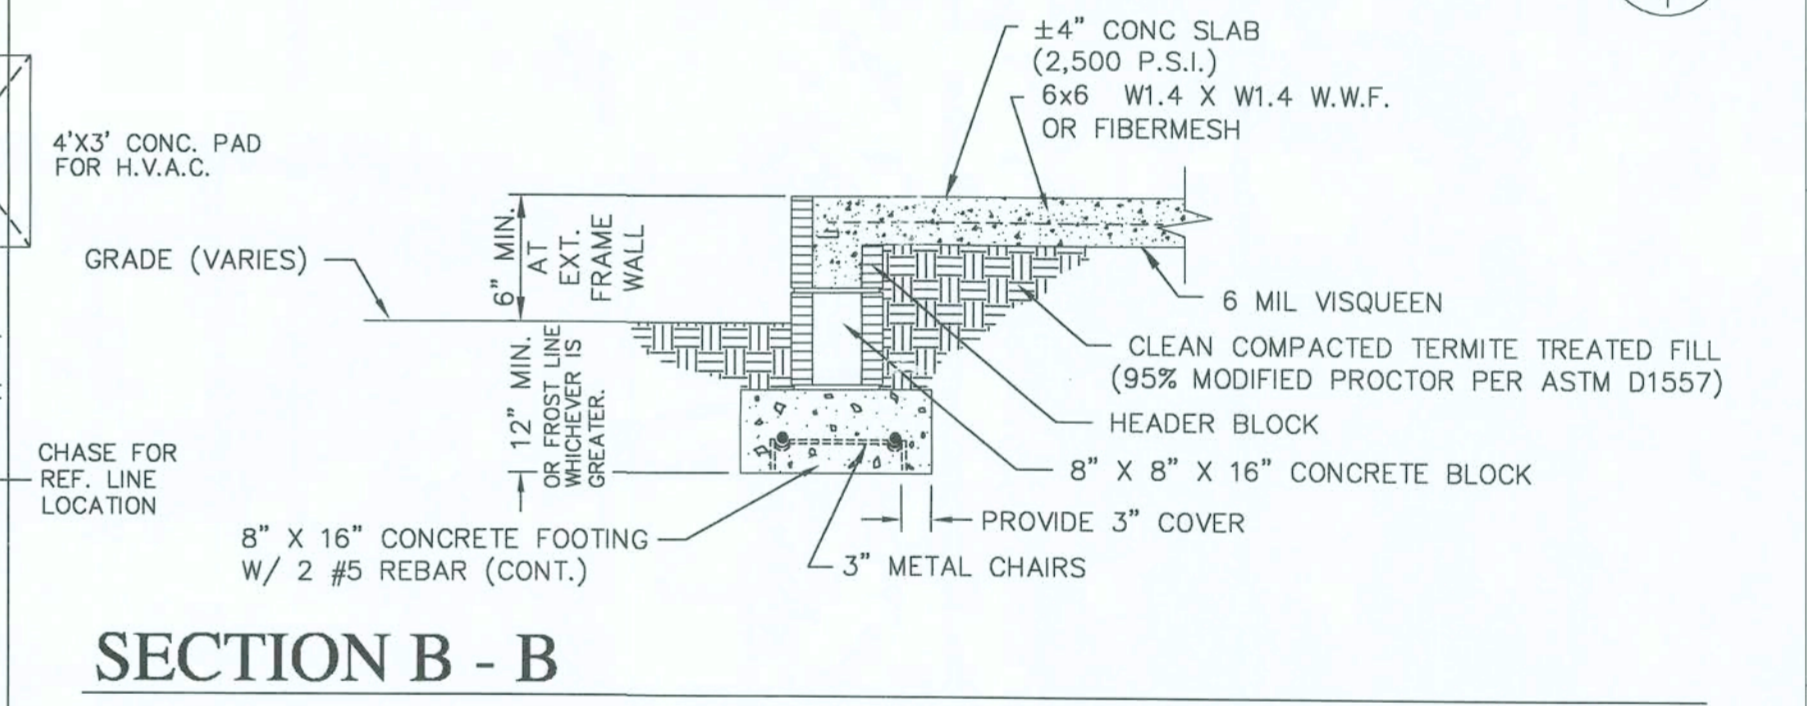 ±4" CONC SLAB
(2,500 P.S.I.)
6x6 W1.4 X W1.4 W.W.F.
OR FIBERMESH
4'X3' CONC. PAD
FOR H.V.A.C.
GRADE (VARIES)
6" MIN.
AT
EXT.
FRAME
WALL
6 MIL VISQUEEN
CLEAN COMPACTED TERMITE TREATED FILL
(95% MODIFIED PROCTOR PER ASTM D1557)
12" MIN.
OR FROST LINE
WHICHEVER IS
GREATER.
HEADER BLOCK
8" X 8" X 16" CONCRETE BLOCK
CHASE FOR
REF. LINE
LOCATION
PROVIDE 3" COVER
8" X 16" CONCRETE FOOTING
W/ 2 #5 REBAR (CONT.)
3" METAL CHAIRS
SECTION B - B